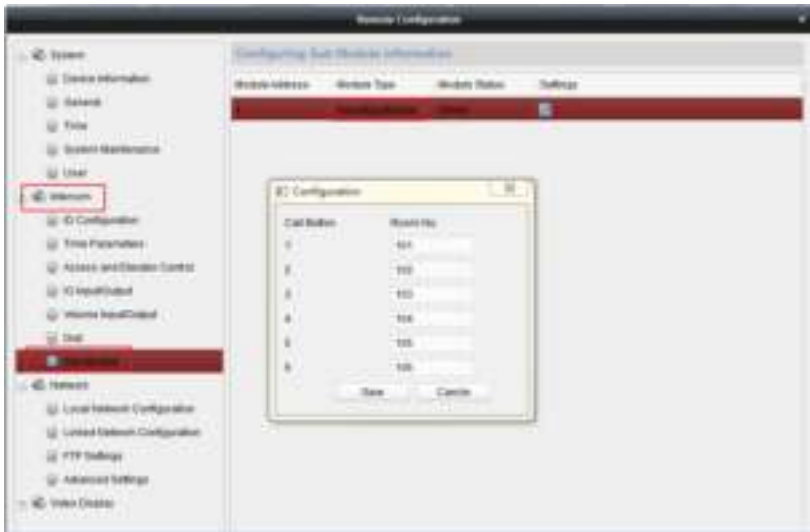 Remote Configuration
System
Device Information
General
Time
System Maintenance
User
Intercom
ID Configuration
Time Parameters
Access and Elevator Control
IO Input/Output
Volume Input/Output
Dial
Network
Local Network Configuration
Linked Network Configuration
FTP Settings
Advanced Settings
Video Display
Configuring Sub Module Information
Module Address Module Type Module Status Settings
Configuration
Call Button Room No.
1 101
2 102
3 103
4 104
5 105
6 106
Save Cancle